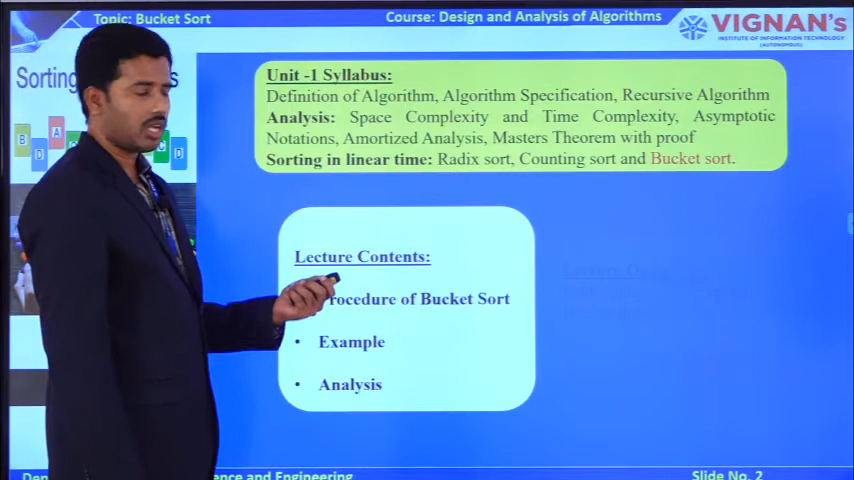 Topic: Bucket Sort
Course: Design and Analysis of Algorithms
VIGNAN's
INSTITUTE OF INFORMATION TECHNOLOGY
(AUTONOMOUS)
Sorting
B
D
A
C
D
Unit -1 Syllabus:
Definition of Algorithm, Algorithm Specification, Recursive Algorithm
Analysis: Space Complexity and Time Complexity, Asymptotic
Notations, Amortized Analysis, Masters Theorem with proof
Sorting in linear time: Radix sort, Counting sort and Bucket sort.
Lecture Contents:
Procedure of Bucket Sort
• Example
• Analysis
and Engineering
Slide No. 2